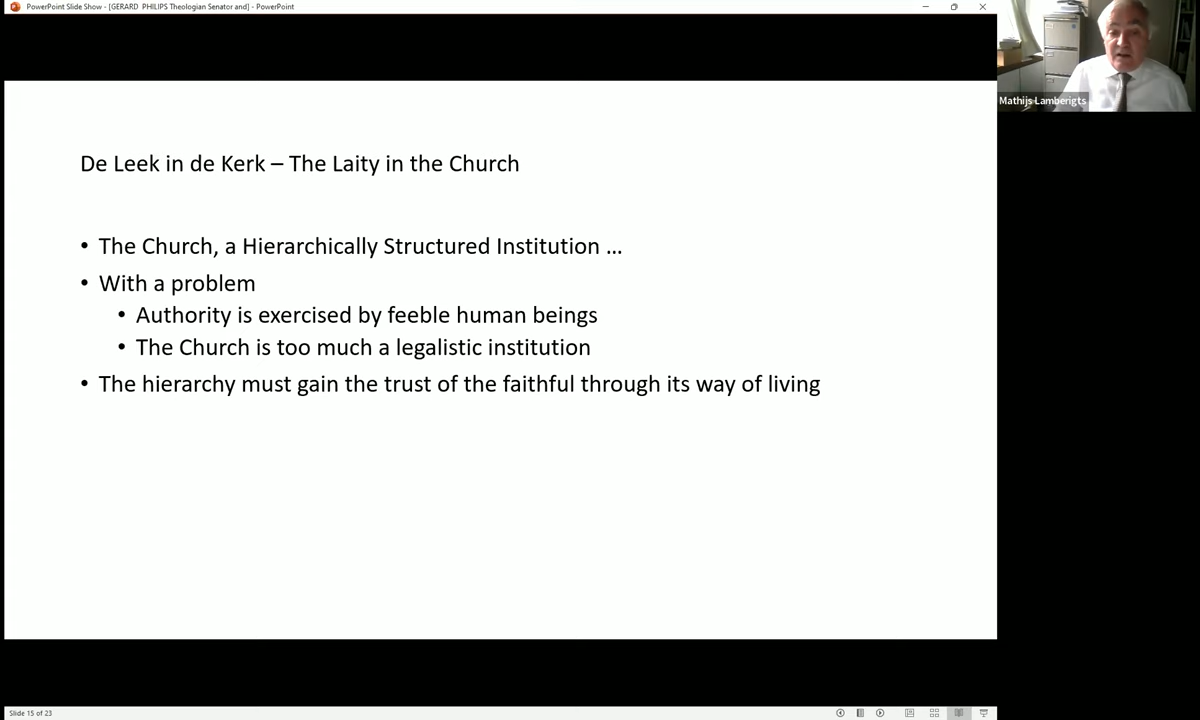 PowerPoint Slide Show - [GERARD PHILIPS Theologian Senator and] - PowerPoint
Mathijs Lamberigts
De Leek in de Kerk – The Laity in the Church
• The Church, a Hierarchically Structured Institution ...
• With a problem
• Authority is exercised by feeble human beings
• The Church is too much a legalistic institution
• The hierarchy must gain the trust of the faithful through its way of living
Slide 15 of 23